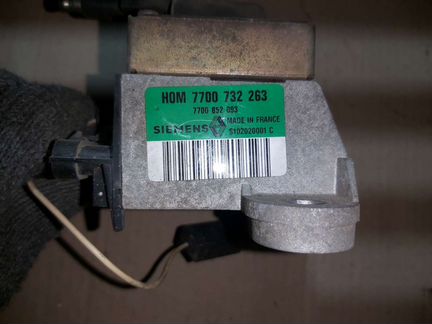 HOM 7700 732 263
7700 852 093
MADE IN FRANCE
SIEMENS S102020001 C